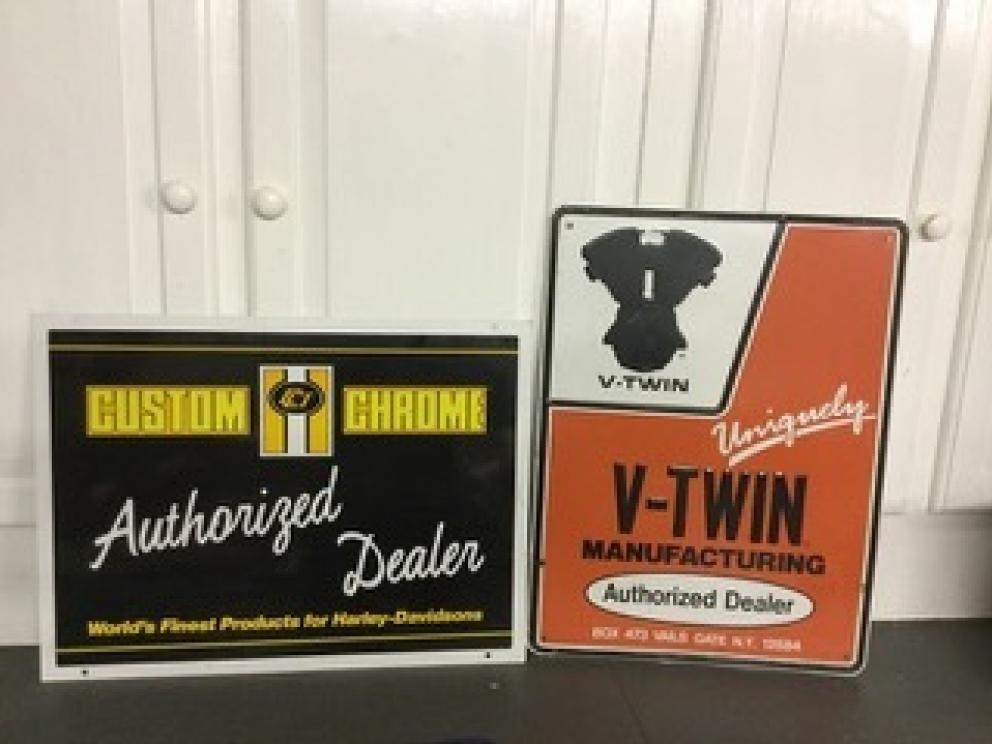 CUSTOM CHROME
Authorized
Dealer
World's Finest Products for Harley-Davidsons
V-TWIN
Uniquely
V-TWIN
MANUFACTURING
Authorized Dealer
BOX 473 VAILS GATE N.Y. 12584